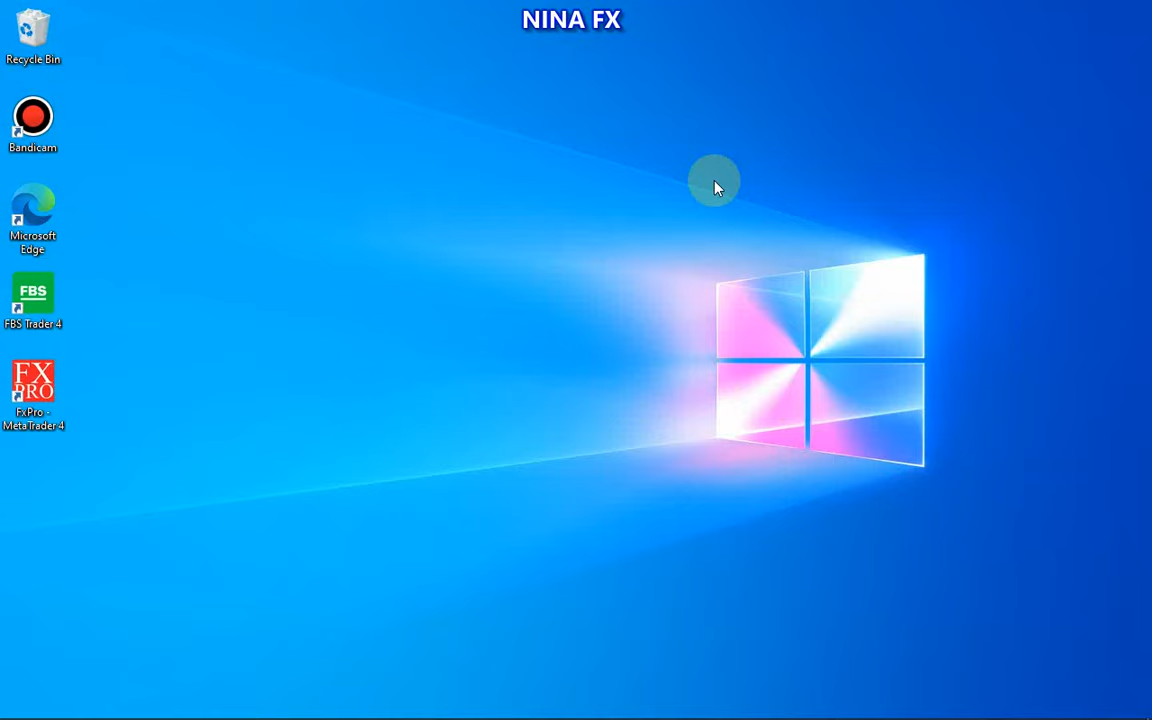 NINA FX
Recycle Bin
Bandicam
Microsoft
Edge
FBS
FBS Trader 4
FX
PRO
FxPro -
MetaTrader 4